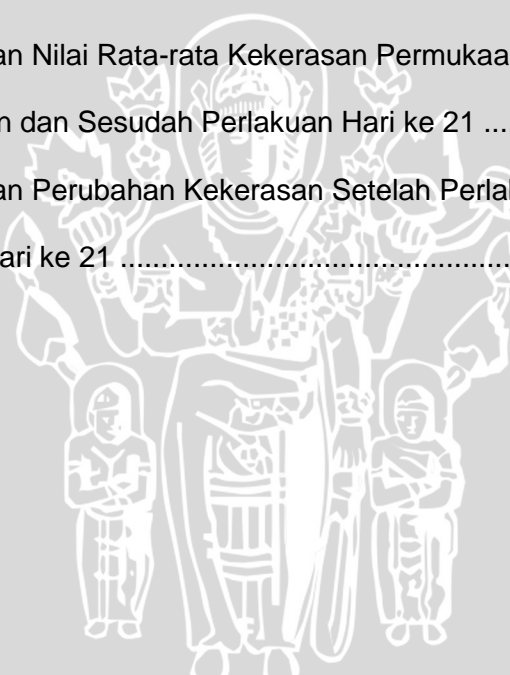 an Nilai Rata-rata Kekerasan Permukaa
n dan Sesudah Perlakuan Hari ke 21 ...
an Perubahan Kekerasan Setelah Perla
ari ke 21 ..................................................